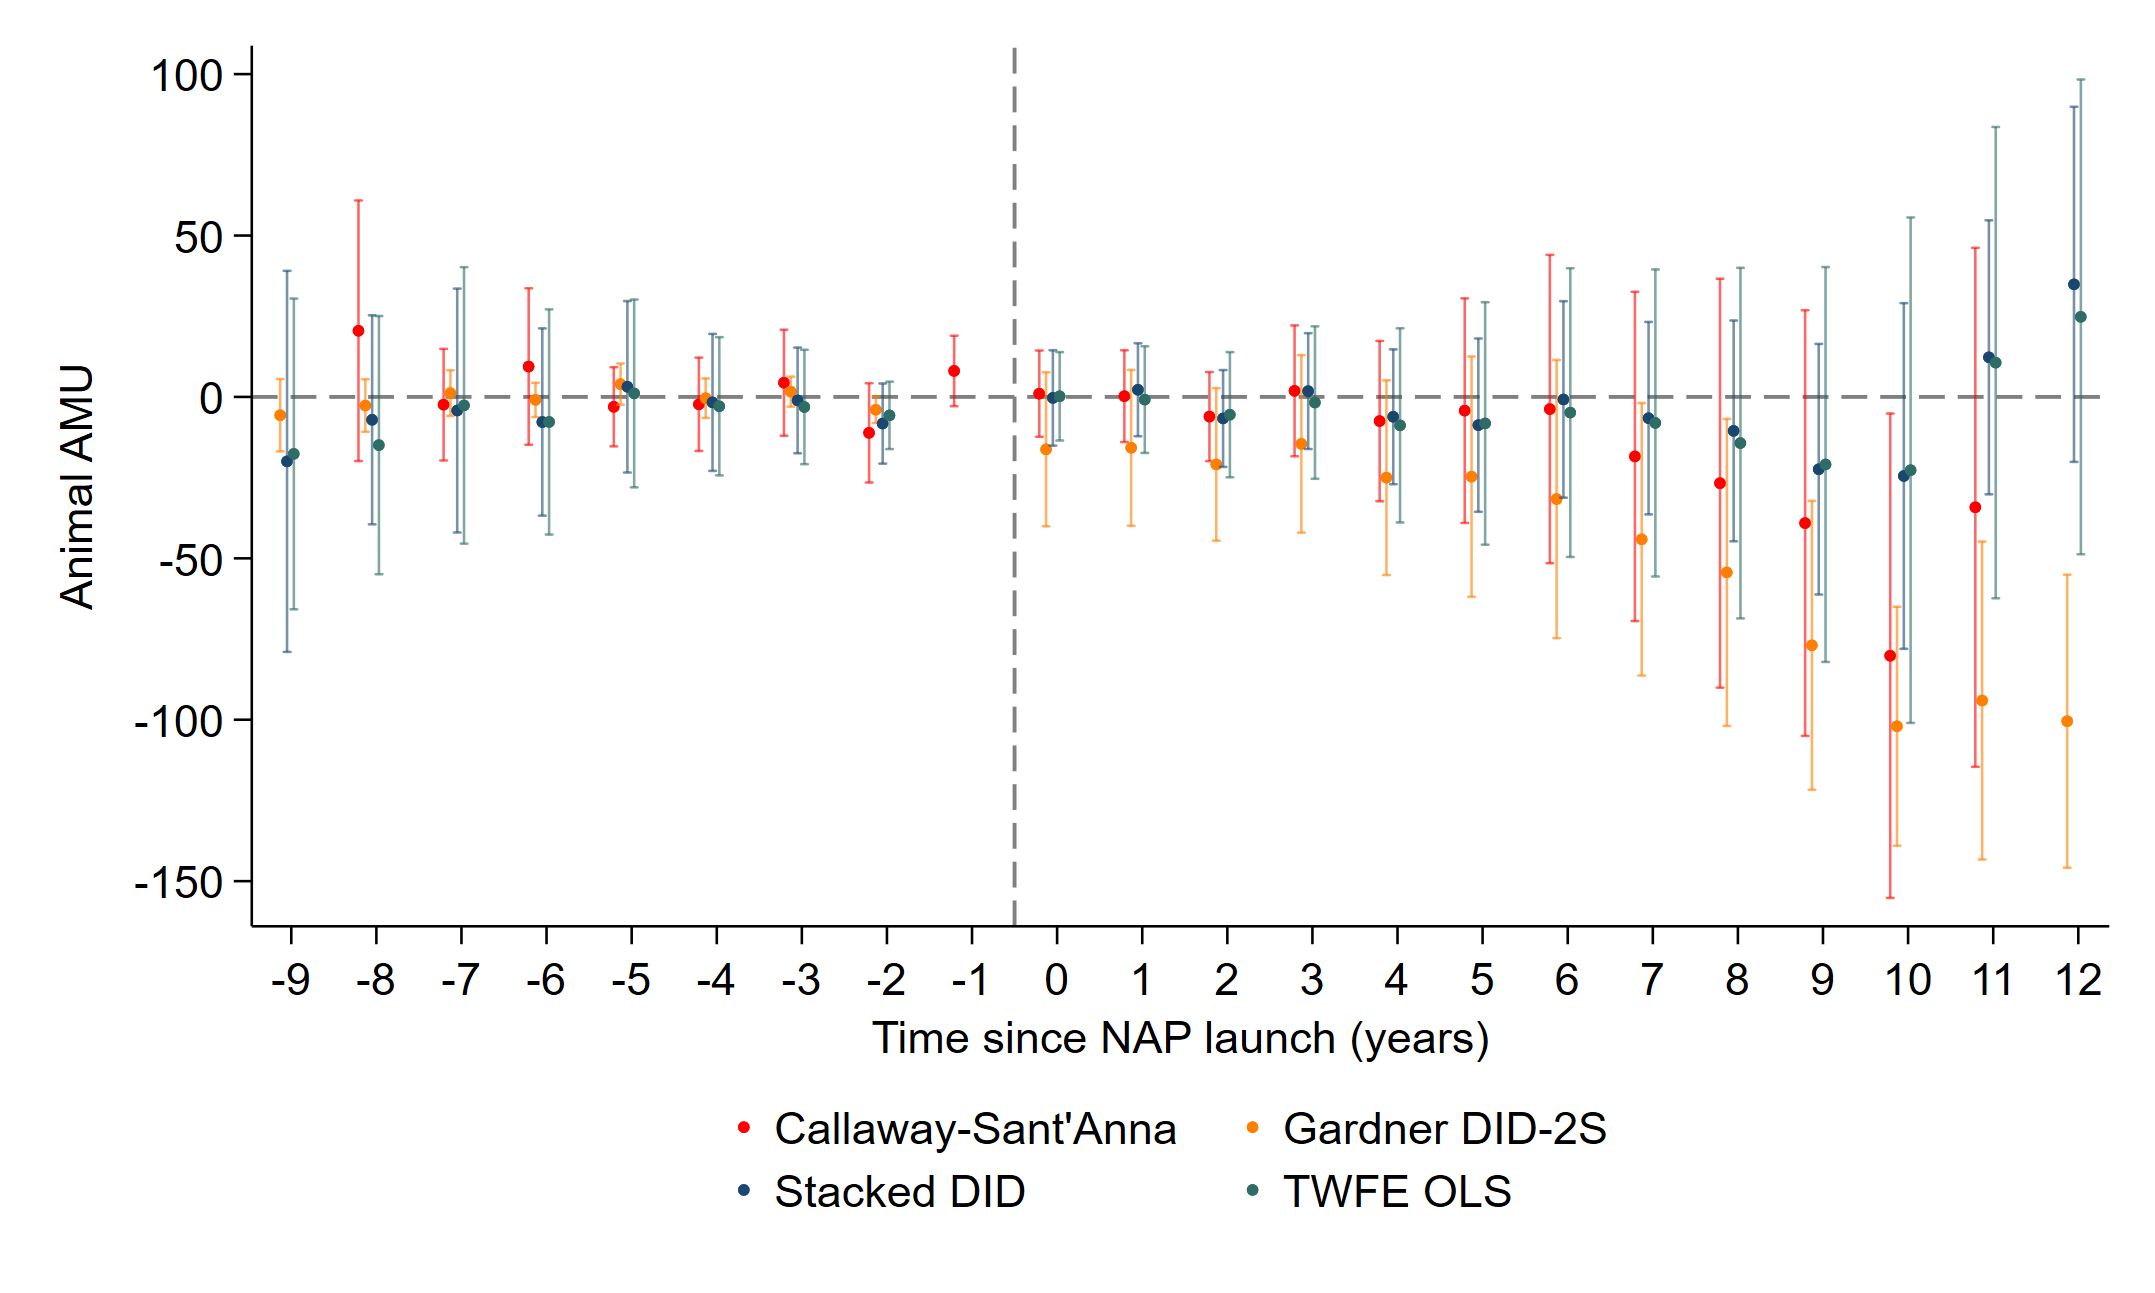 100
50
0
-50
-100
-150
Animal AMU
-9 -8 -7 -6 -5 -4 -3 -2 -1 0 1 2 3 4 5 6 7 8 9 10 11 12
Time since NAP launch (years)
Callaway-Sant'Anna Gardner DID-2S
Stacked DID TWFE OLS